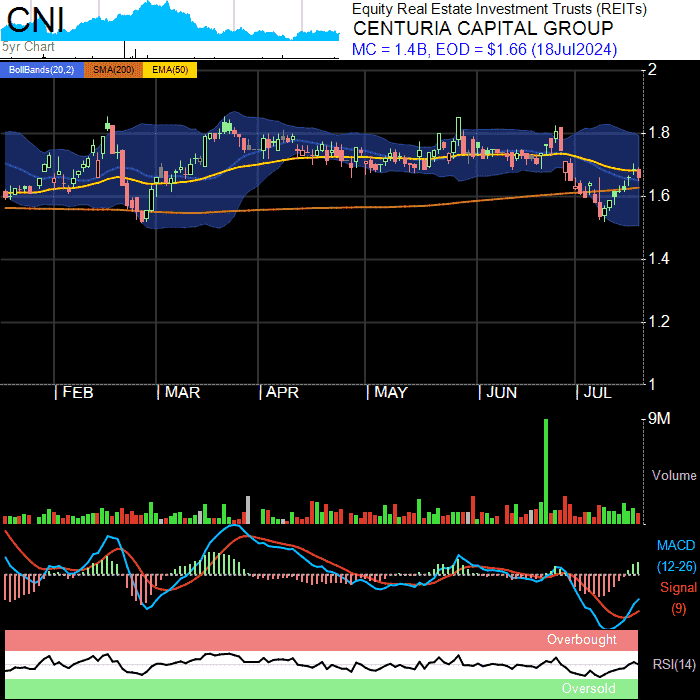 CNI
5yr Chart
Equity Real Estate Investment Trusts (REITs)
CENTURIA CAPITAL GROUP
MC = 1.4B, EOD = $1.66 (18Jul2024)
BollBands(20,2) SMA(200) EMA(50)
2
1.8
1.6
1.4
1.2
1
FEB MAR APR MAY JUN JUL
9M
Volume
MACD
(12-26)
Signal
(9)
Overbought
RSI(14)
Oversold